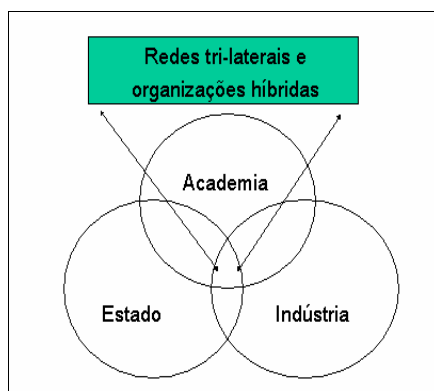 Redes tri-laterais e
organizações híbridas
Academia
Estado
Indústria